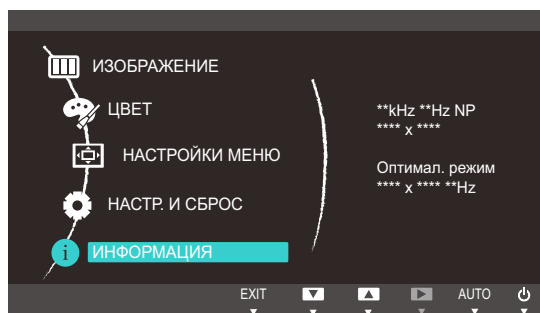 ИЗОБРАЖЕНИЕ
ЦВЕТ
НАСТРОЙКИ МЕНЮ
НАСТР. И СБРОС
i ИНФОРМАЦИЯ
**kHz **Hz NP
**** x ****
Оптимал. режим
**** x **** **Hz
EXIT AUTO